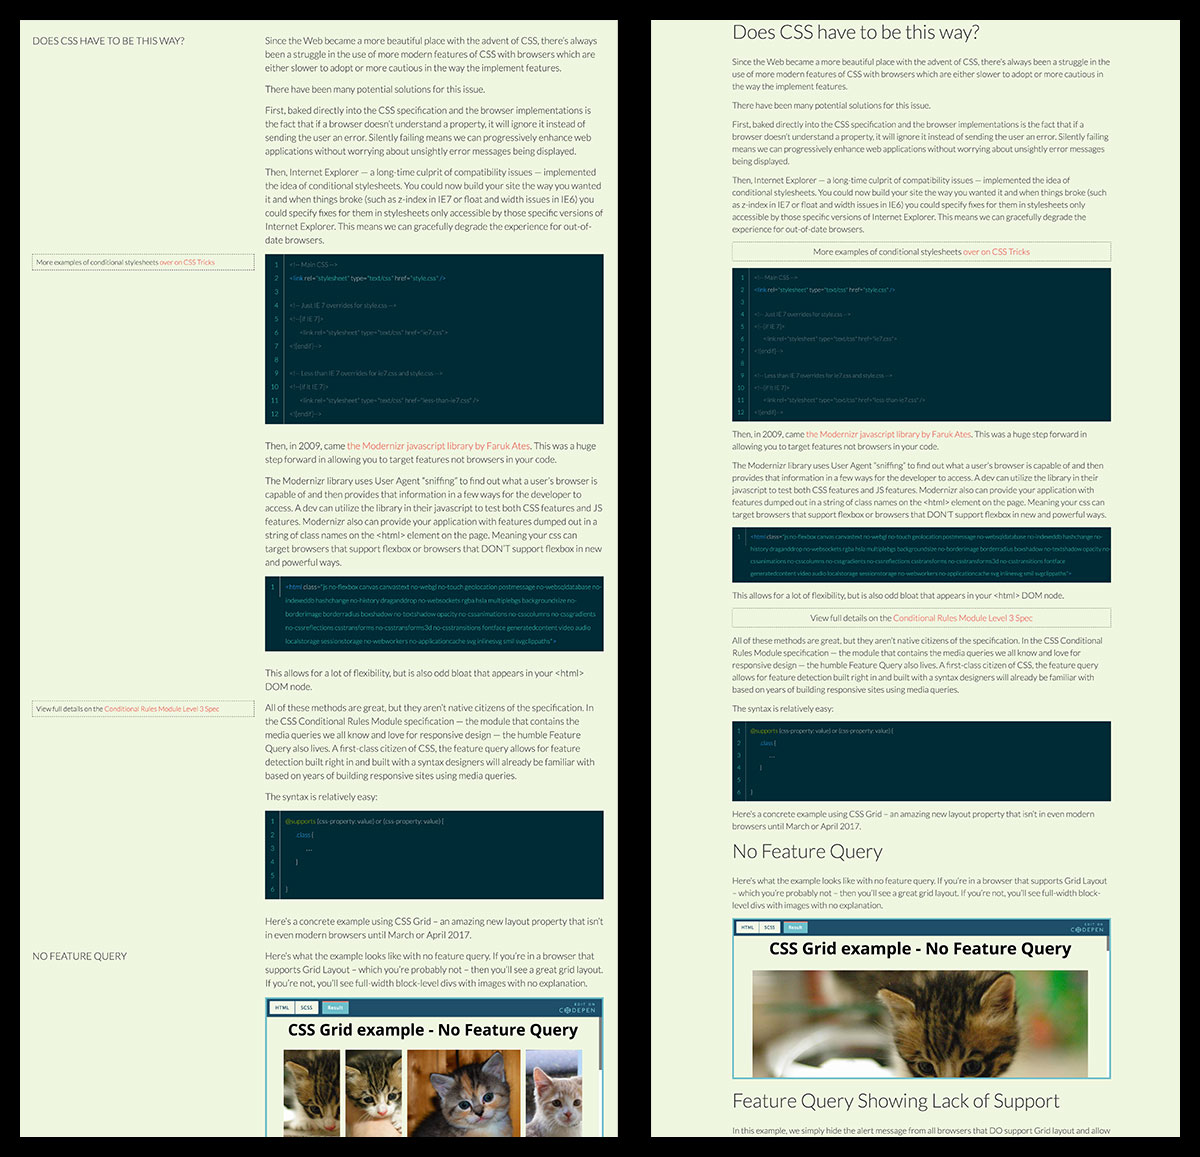 DOES CSS HAVE TO BE THIS WAY?
Since the Web became a more beautiful place with the advent of CSS, there's always
been a struggle in the use of more modern features of CSS with browsers which are
either slower to adopt or more cautious in the way the implement features.
There have been many potential solutions for this issue.
First, baked directly into the CSS specification and the browser implementations is
the fact that if a browser doesn't understand a property, it will ignore it instead of
sending the user an error. Silently failing means we can progressively enhance web
applications without worrying about unsightly error messages being displayed.
Then, Internet Explorer — a long-time culprit of compatibility issues — implemented
the idea of conditional stylesheets. You could now build your site the way you wanted
it and when things broke (such as z-index in IE7 or float and width issues in IE6) you
could specify fixes for them in stylesheets only accessible by those specific versions of
Internet Explorer. This means we can gracefully degrade the experience for out-of-
date browsers.
More examples of conditional stylesheets over on CSS Tricks
1 <!-- Main CSS -->
2 <link rel="stylesheet" type="text/css" href="style.css" />
3
4 <!-- Just IE 7 overrides for style.css -->
5 <!--[if IE 7]>
6 <link rel="stylesheet" type="text/css" href="ie7.css">
7 <![endif]-->
8
9 <!-- Less than IE 7 overrides for ie7.css and style.css -->
10 <!--[if lt IE 7]>
11 <link rel="stylesheet" type="text/css" href="less-than-ie7.css" />
12 <![endif]-->
Then, in 2009, came the Modernizr javascript library by Faruk Ates. This was a huge
step forward in allowing you to target features not browsers in your code.
The Modernizr library uses User Agent "sniffing" to find out what a user's browser is
capable of and then provides that information in a few ways for the developer to
access. A dev can utilize the library in their javascript to test both CSS features and JS
features. Modernizr also can provide your application with features dumped out in a
string of class names on the <html> element on the page. Meaning your css can
target browsers that support flexbox or browsers that DON'T support flexbox in new
and powerful ways.
1 <html class="js no-flexbox canvas canvastext no-webgl no-touch geolocation postmessage no-websqldatabase no-
indexeddb hashchange no-history draganddrop no-websockets rgba hsla multiplebgs backgroundsize no-
borderimage borderradius boxshadow no-textshadow opacity no-cssanimations no-csscolumns no-cssgradients
no-cssreflections csstransforms no-csstransforms3d no-csstransitions fontface generatedcontent video audio
localstorage sessionstorage no-webworkers no-applicationcache svg inlinesvg smil svgclippaths">
This allows for a lot of flexibility, but is also odd bloat that appears in your <html>
DOM node.
View full details on the Conditional Rules Module Level 3 Spec
All of these methods are great, but they aren't native citizens of the specification. In
the CSS Conditional Rules Module specification — the module that contains the
media queries we all know and love for responsive design — the humble Feature
Query also lives. A first-class citizen of CSS, the feature query allows for feature
detection built right in and built with a syntax designers will already be familiar with
based on years of building responsive sites using media queries.
The syntax is relatively easy:
1 @supports (css-property: value) or (css-property: value) {
2 .class {
3 ...
4 }
5
6 }
Here's a concrete example using CSS Grid – an amazing new layout property that isn't
in even modern browsers until March or April 2017.
NO FEATURE QUERY
Here's what the example looks like with no feature query. If you're in a browser that
supports Grid Layout – which you're probably not – then you'll see a great grid layout.
If you're not, you'll see full-width block-level divs with images with no explanation.
HTML SCSS Result EDIT ON
CODEPEN
CSS Grid example - No Feature Query
Does CSS have to be this way?
Since the Web became a more beautiful place with the advent of CSS, there's always been a struggle in the
use of more modern features of CSS with browsers which are either slower to adopt or more cautious in
the way the implement features.
There have been many potential solutions for this issue.
First, baked directly into the CSS specification and the browser implementations is the fact that if a
browser doesn't understand a property, it will ignore it instead of sending the user an error. Silently failing
means we can progressively enhance web applications without worrying about unsightly error messages
being displayed.
Then, Internet Explorer — a long-time culprit of compatibility issues — implemented the idea of
conditional stylesheets. You could now build your site the way you wanted it and when things broke (such
as z-index in IE7 or float and width issues in IE6) you could specify fixes for them in stylesheets only
accessible by those specific versions of Internet Explorer. This means we can gracefully degrade the
experience for out-of-date browsers.
More examples of conditional stylesheets over on CSS Tricks
1 <!-- Main CSS -->
2 <link rel="stylesheet" type="text/css" href="style.css" />
3
4 <!-- Just IE 7 overrides for style.css -->
5 <!--[if IE 7]>
6 <link rel="stylesheet" type="text/css" href="ie7.css">
7 <![endif]-->
8
9 <!-- Less than IE 7 overrides for ie7.css and style.css -->
10 <!--[if lt IE 7]>
11 <link rel="stylesheet" type="text/css" href="less-than-ie7.css" />
12 <![endif]-->
Then, in 2009, came the Modernizr javascript library by Faruk Ates. This was a huge step forward in
allowing you to target features not browsers in your code.
The Modernizr library uses User Agent "sniffing" to find out what a user's browser is capable of and then
provides that information in a few ways for the developer to access. A dev can utilize the library in their
javascript to test both CSS features and JS features. Modernizr also can provide your application with
features dumped out in a string of class names on the <html> element on the page. Meaning your css can
target browsers that support flexbox or browsers that DON'T support flexbox in new and powerful ways.
1 <html class="js no-flexbox canvas canvastext no-webgl no-touch geolocation postmessage no-websqldatabase no-indexeddb hashchange no-
history draganddrop no-websockets rgba hsla multiplebgs backgroundsize no-borderimage borderradius boxshadow no-textshadow opacity no-
cssanimations no-csscolumns no-cssgradients no-cssreflections csstransforms no-csstransforms3d no-csstransitions fontface
generatedcontent video audio localstorage sessionstorage no-webworkers no-applicationcache svg inlinesvg smil svgclippaths">
This allows for a lot of flexibility, but is also odd bloat that appears in your <html> DOM node.
View full details on the Conditional Rules Module Level 3 Spec
All of these methods are great, but they aren't native citizens of the specification. In the CSS Conditional
Rules Module specification — the module that contains the media queries we all know and love for
responsive design — the humble Feature Query also lives. A first-class citizen of CSS, the feature query
allows for feature detection built right in and built with a syntax designers will already be familiar with
based on years of building responsive sites using media queries.
The syntax is relatively easy:
1 @supports (css-property: value) or (css-property: value) {
2 .class {
3 ...
4 }
5
6 }
Here's a concrete example using CSS Grid – an amazing new layout property that isn't in even modern
browsers until March or April 2017.
No Feature Query
Here's what the example looks like with no feature query. If you're in a browser that supports Grid Layout
– which you're probably not – then you'll see a great grid layout. If you're not, you'll see full-width block-
level divs with images with no explanation.
HTML SCSS Result EDIT ON
CODEPEN
CSS Grid example - No Feature Query
Feature Query Showing Lack of Support
In this example, we simply hide the alert message from all browsers that DO support Grid layout and allow